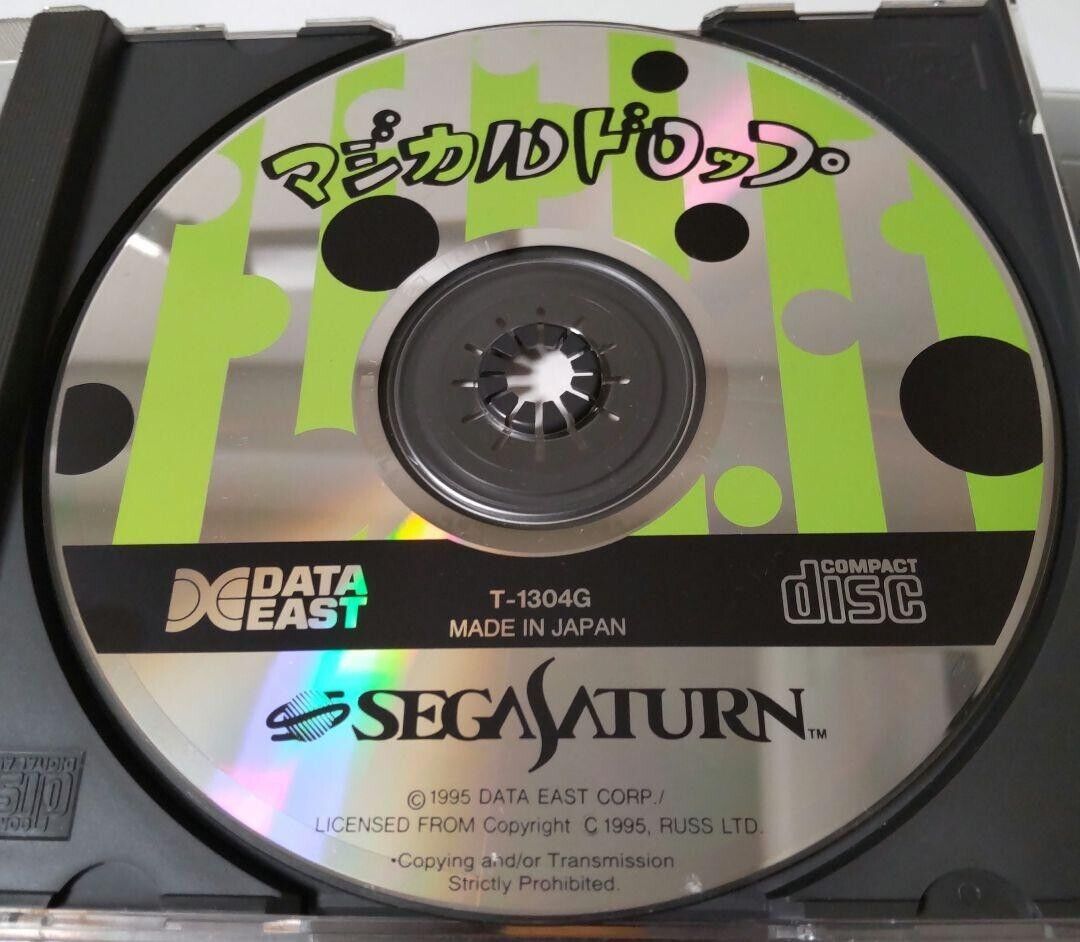 マジカルドロップ
DATA
EAST
T-1304G
MADE IN JAPAN
COMPACT
disc
SEGA SATURN™
© 1995 DATA EAST CORP./
LICENSED FROM Copyright C 1995, RUSS LTD.
•Copying and/or Transmission
Strictly Prohibited.